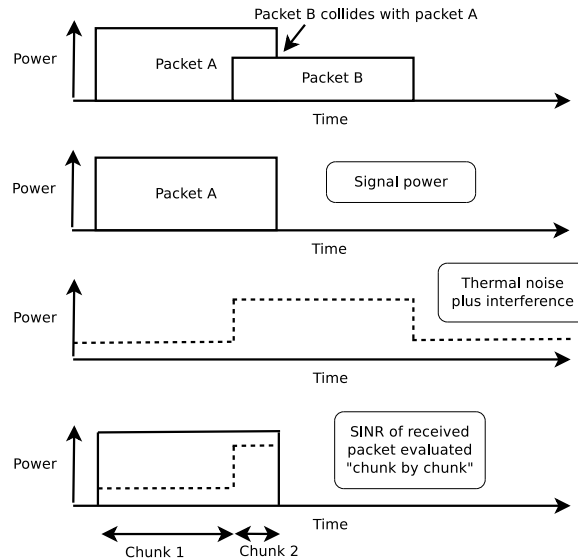 Packet B collides with packet A
Power
Packet A
Packet B
Time
Power
Packet A
Signal power
Time
Power
Thermal noise
plus interference
Time
Power
SINR of received
packet evaluated
"chunk by chunk"
Time
Chunk 1
Chunk 2